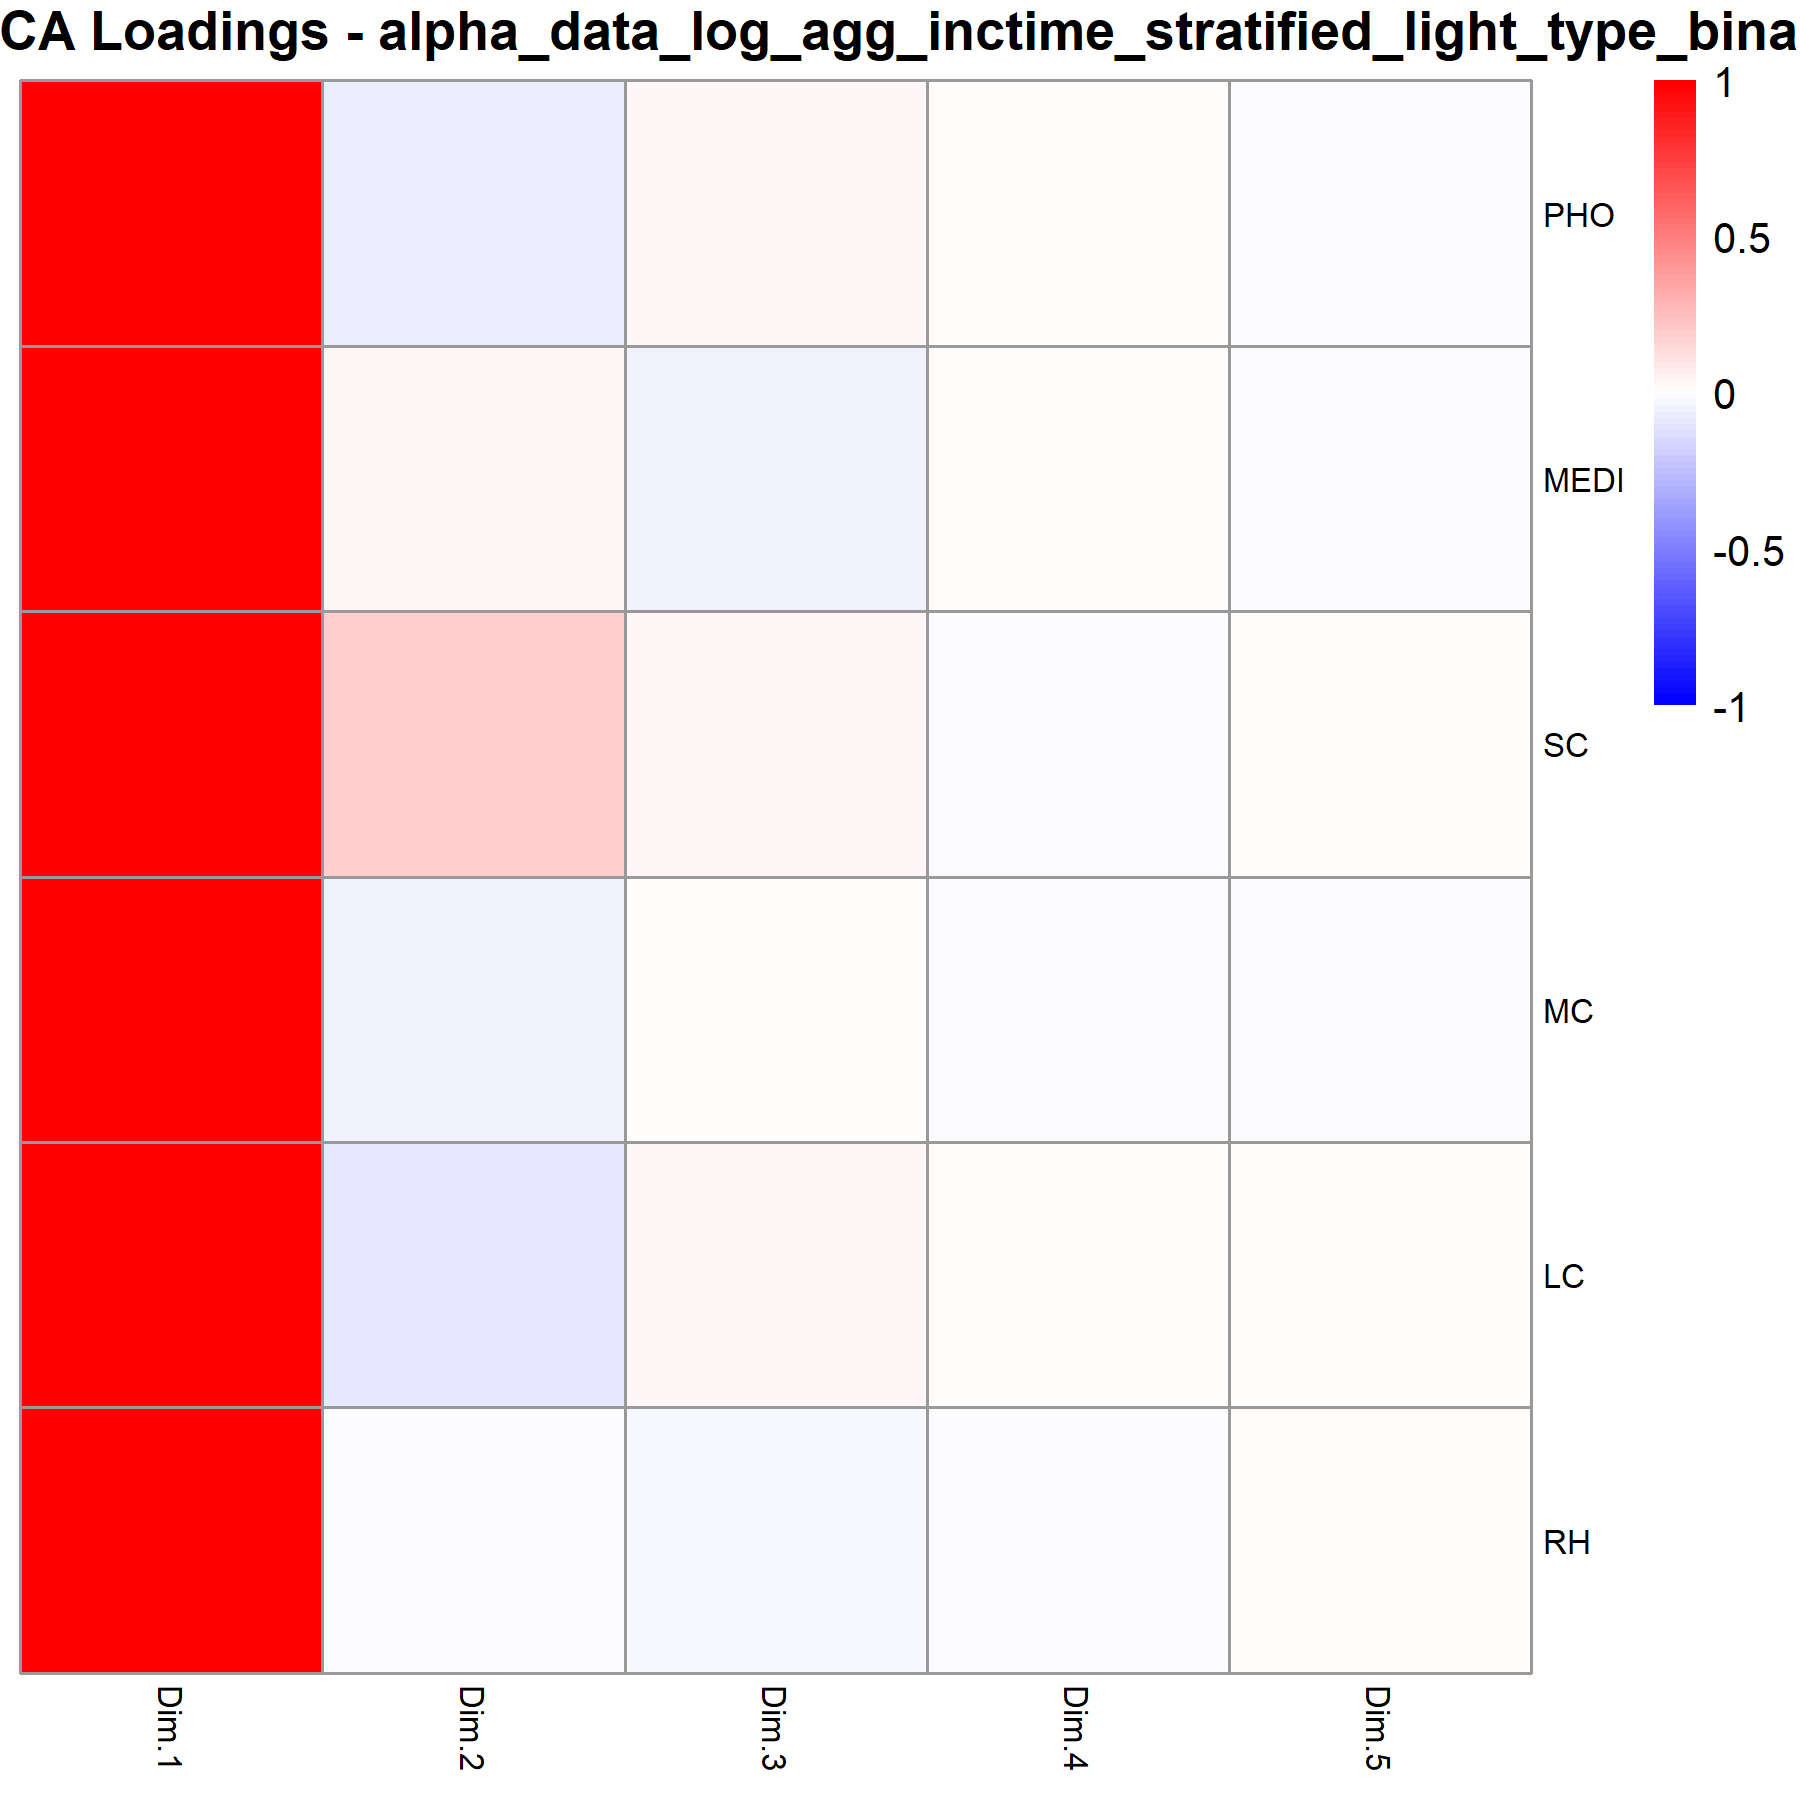 CA Loadings - alpha_data_log_agg_inctime_stratified_light_type_bina
1
0.5
0
-0.5
-1
PHO
MEDI
SC
MC
LC
RH
Dim.1
Dim.2
Dim.3
Dim.4
Dim.5